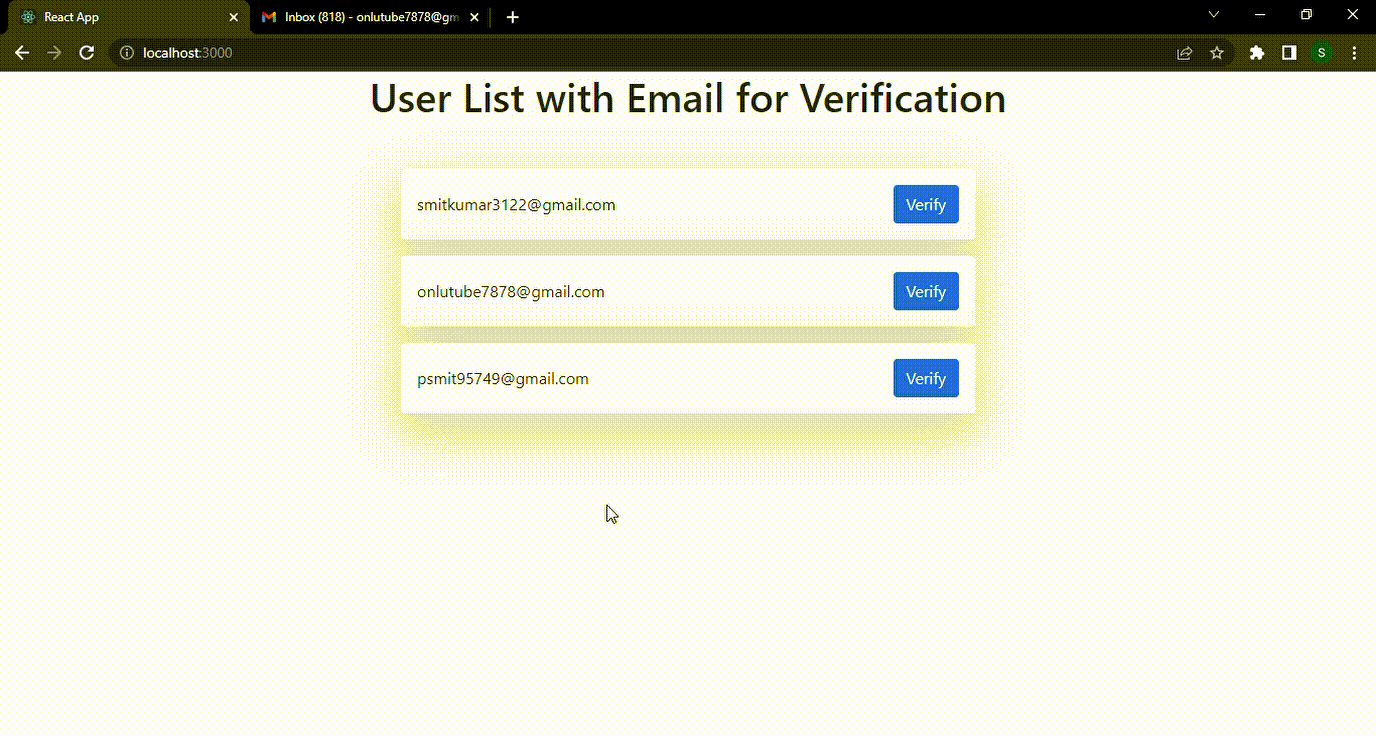 React App
Inbox (818) - onlutube7878@gm
localhost:3000
S
User List with Email for Verification
smitkumar3122@gmail.com Verify
onlutube7878@gmail.com Verify
psmit95749@gmail.com Verify